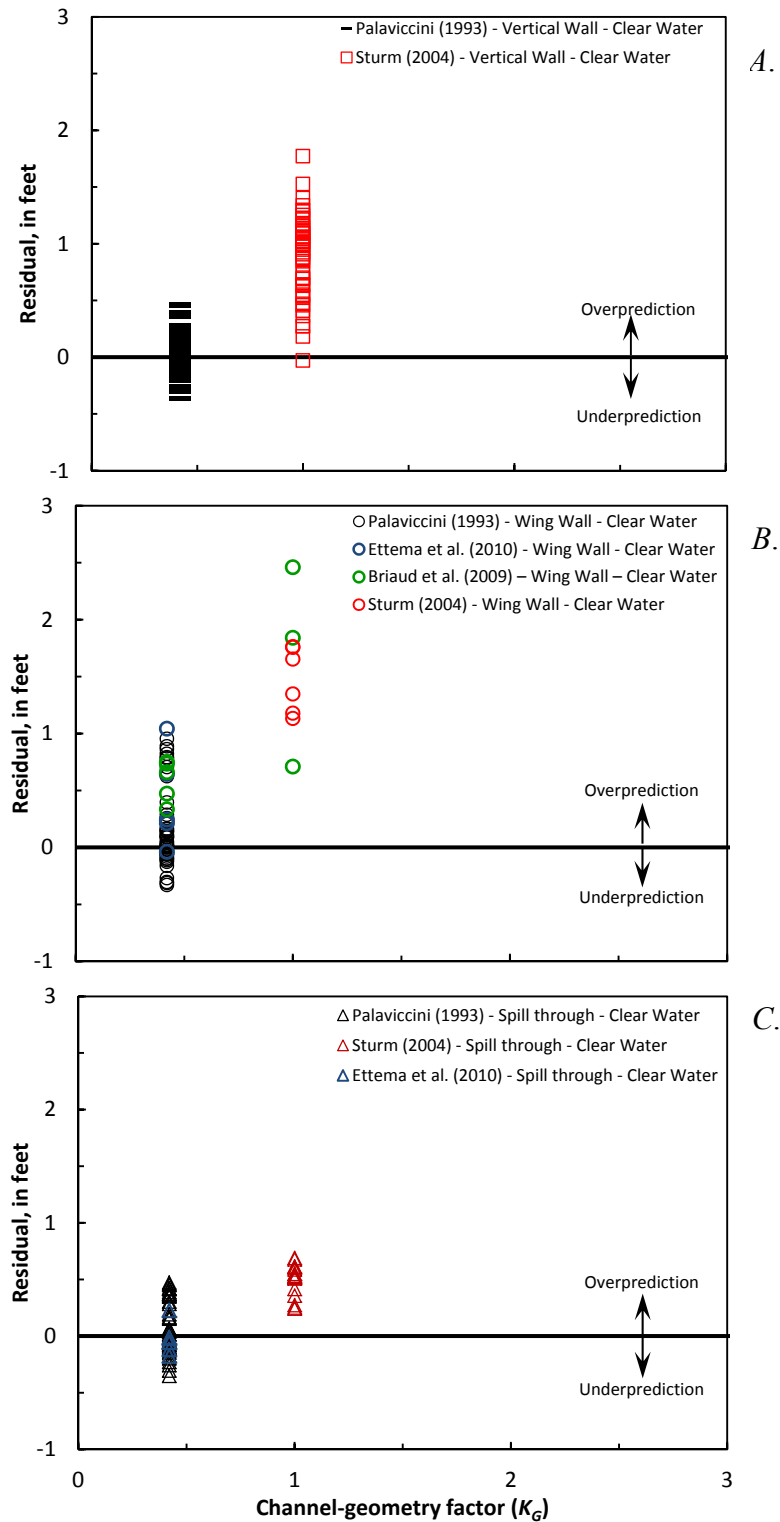 3
Palaviccini (1993) - Vertical Wall - Clear Water
A.
Sturm (2004) - Vertical Wall - Clear Water
2
Residual, in feet
1
Overprediction
0
Underprediction
-1
3
Palaviccini (1993) - Wing Wall - Clear Water
B.
Ettema et al. (2010) - Wing Wall - Clear Water
Briaud et al. (2009) – Wing Wall – Clear Water
Sturm (2004) - Wing Wall - Clear Water
2
Residual, in feet
1
Overprediction
0
Underprediction
-1
3
Palaviccini (1993) - Spill through - Clear Water
C.
Sturm (2004) - Spill through - Clear Water
Ettema et al. (2010) - Spill through - Clear Water
2
Residual, in feet
1
Overprediction
0
Underprediction
-1
0 1 2 3
Channel-geometry factor (K_G)